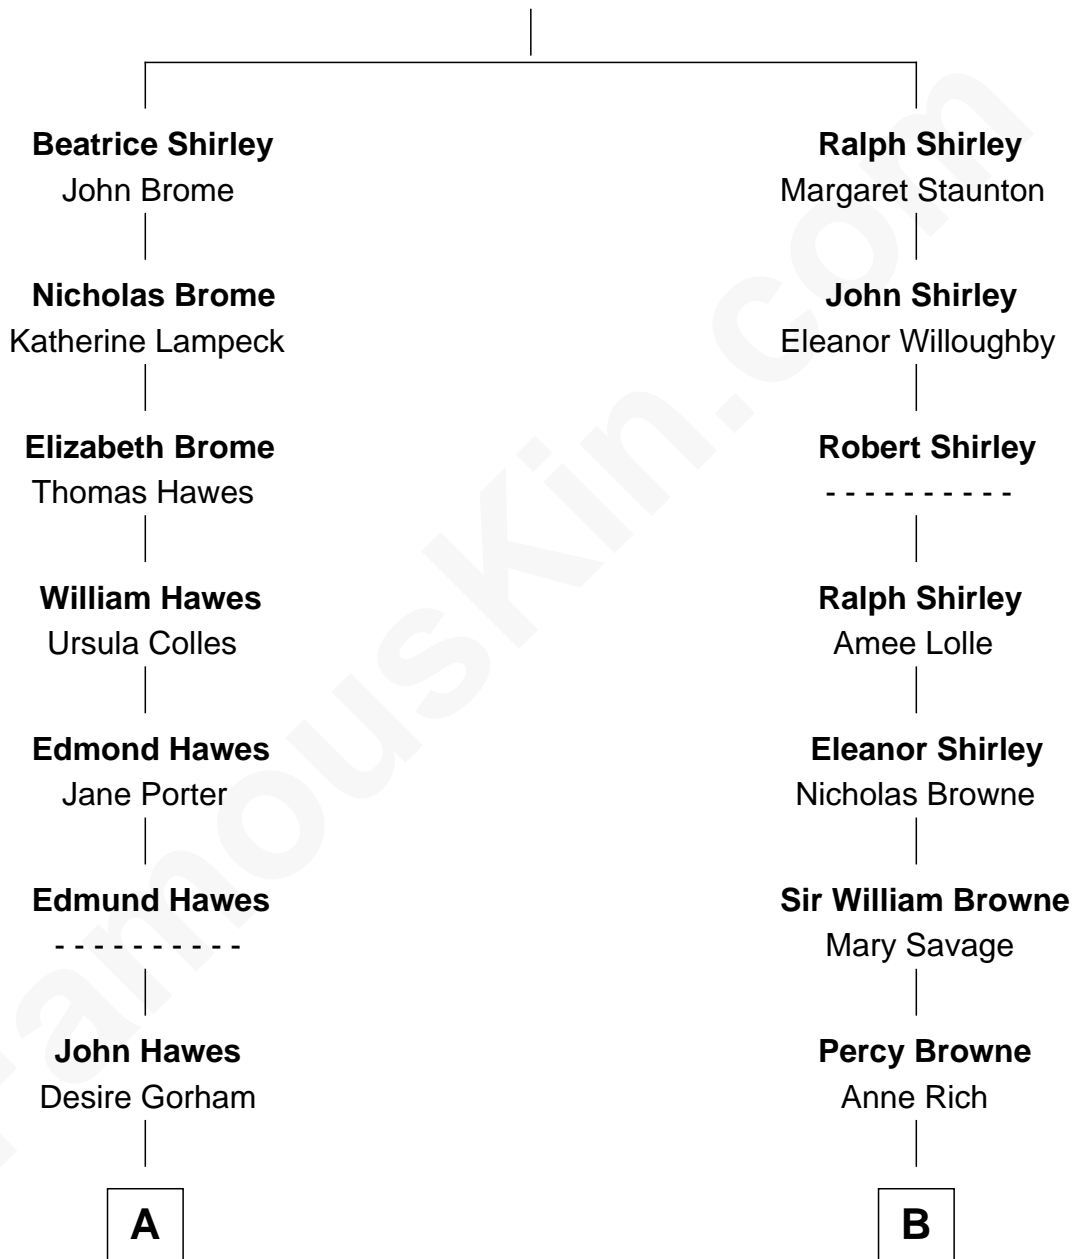 Beatrice Shirley
John Brome
Nicholas Brome
Katherine Lampeck
Elizabeth Brome
Thomas Hawes
William Hawes
Ursula Colles
Edmond Hawes
Jane Porter
Edmund Hawes
- - - - - - - - - -
John Hawes
Desire Gorham
A
Ralph Shirley
Margaret Staunton
John Shirley
Eleanor Willoughby
Robert Shirley
- - - - - - - - - -
Ralph Shirley
Amee Lolle
Eleanor Shirley
Nicholas Browne
Sir William Browne
Mary Savage
Percy Browne
Anne Rich
B
FamousKin.com